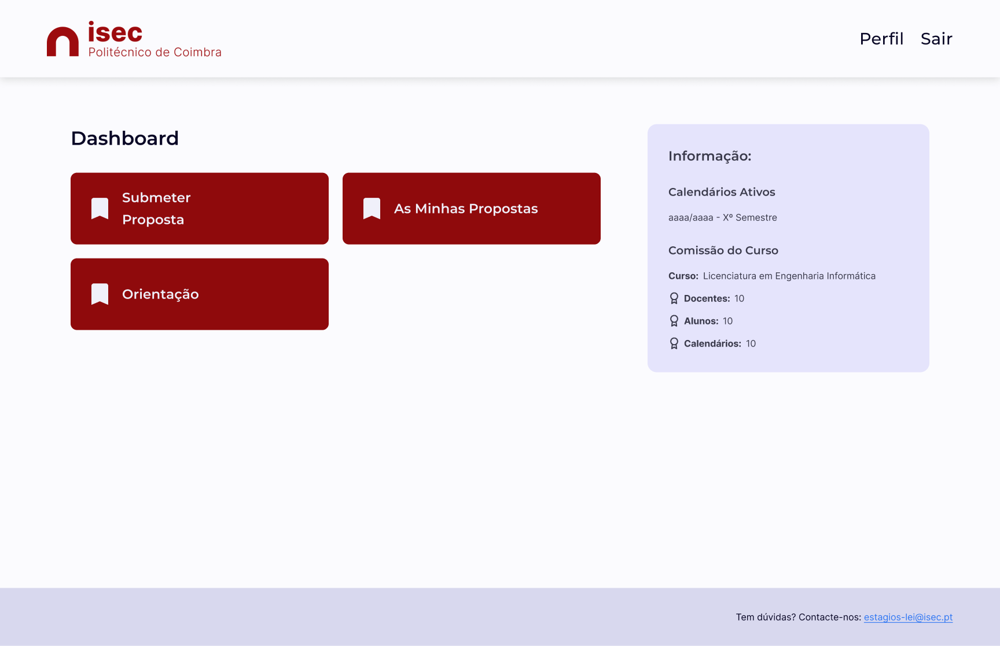 isec
Politécnico de Coimbra
Perfil Sair
Dashboard
Submeter
Proposta
As Minhas Propostas
Orientação
Informação:
Calendários Ativos
aaaa/aaaa - Xº Semestre
Comissão do Curso
Curso: Licenciatura em Engenharia Informática
Docentes: 10
Alunos: 10
Calendários: 10
Tem dúvidas? Contacte-nos: estagios-lei@isec.pt